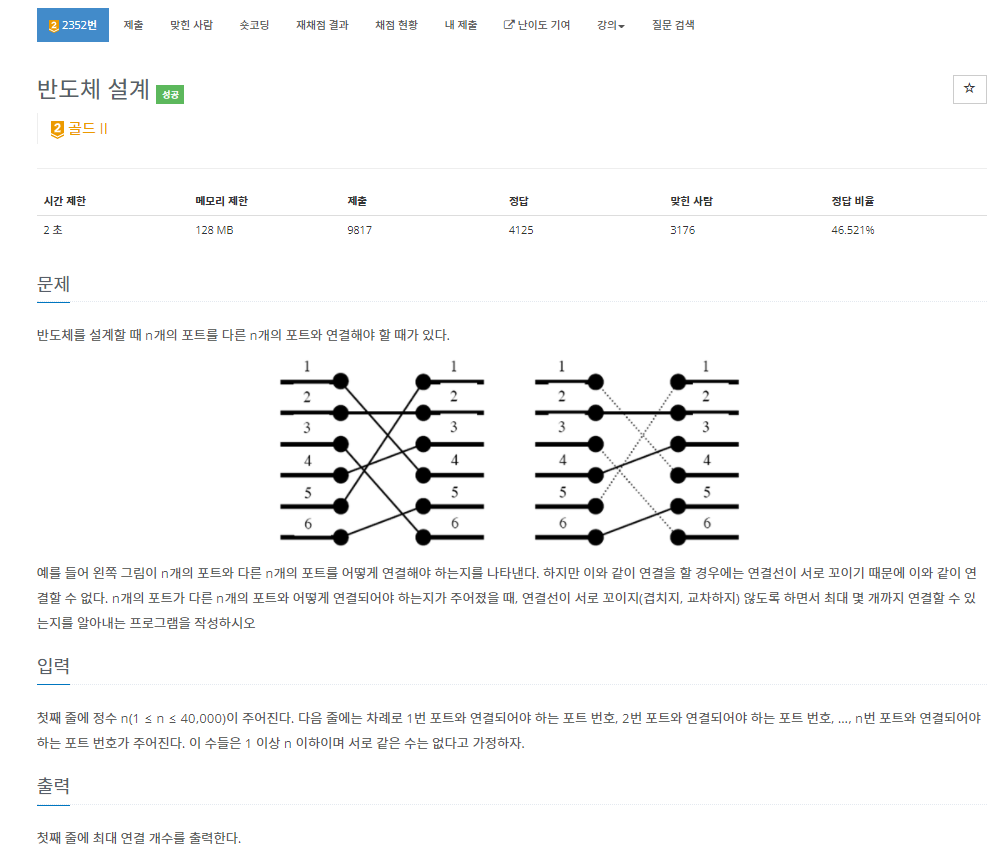 2 2352번 제출 맞힌 사람 숏코딩 재채점 결과 채점 현황 내 제출 난이도 기여 강의 질문 검색
반도체 설계 성공
2 골드 II
시간 제한 메모리 제한 제출 정답 맞힌 사람 정답 비율
2 초 128 MB 9817 4125 3176 46.521%
문제
반도체를 설계할 때 n개의 포트를 다른 n개의 포트와 연결해야 할 때가 있다.
1 1 1 1
2 2 2 2
3 3 3 3
4 4 4 4
5 5 5 5
6 6 6 6
예를 들어 왼쪽 그림이 n개의 포트와 다른 n개의 포트를 어떻게 연결해야 하는지를 나타낸다. 하지만 이와 같이 연결을 할 경우에는 연결선이 서로 꼬이기 때문에 이와 같이 연
결할 수 없다. n개의 포트가 다른 n개의 포트와 어떻게 연결되어야 하는지가 주어졌을 때, 연결선이 서로 꼬이지(겹치지, 교차하지) 않도록 하면서 최대 몇 개까지 연결할 수 있
는지를 알아내는 프로그램을 작성하시오
입력
첫째 줄에 정수 n(1 ≤ n ≤ 40,000)이 주어진다. 다음 줄에는 차례로 1번 포트와 연결되어야 하는 포트 번호, 2번 포트와 연결되어야 하는 포트 번호, …, n번 포트와 연결되어야
하는 포트 번호가 주어진다. 이 수들은 1 이상 n 이하이며 서로 같은 수는 없다고 가정하자.
출력
첫째 줄에 최대 연결 개수를 출력한다.